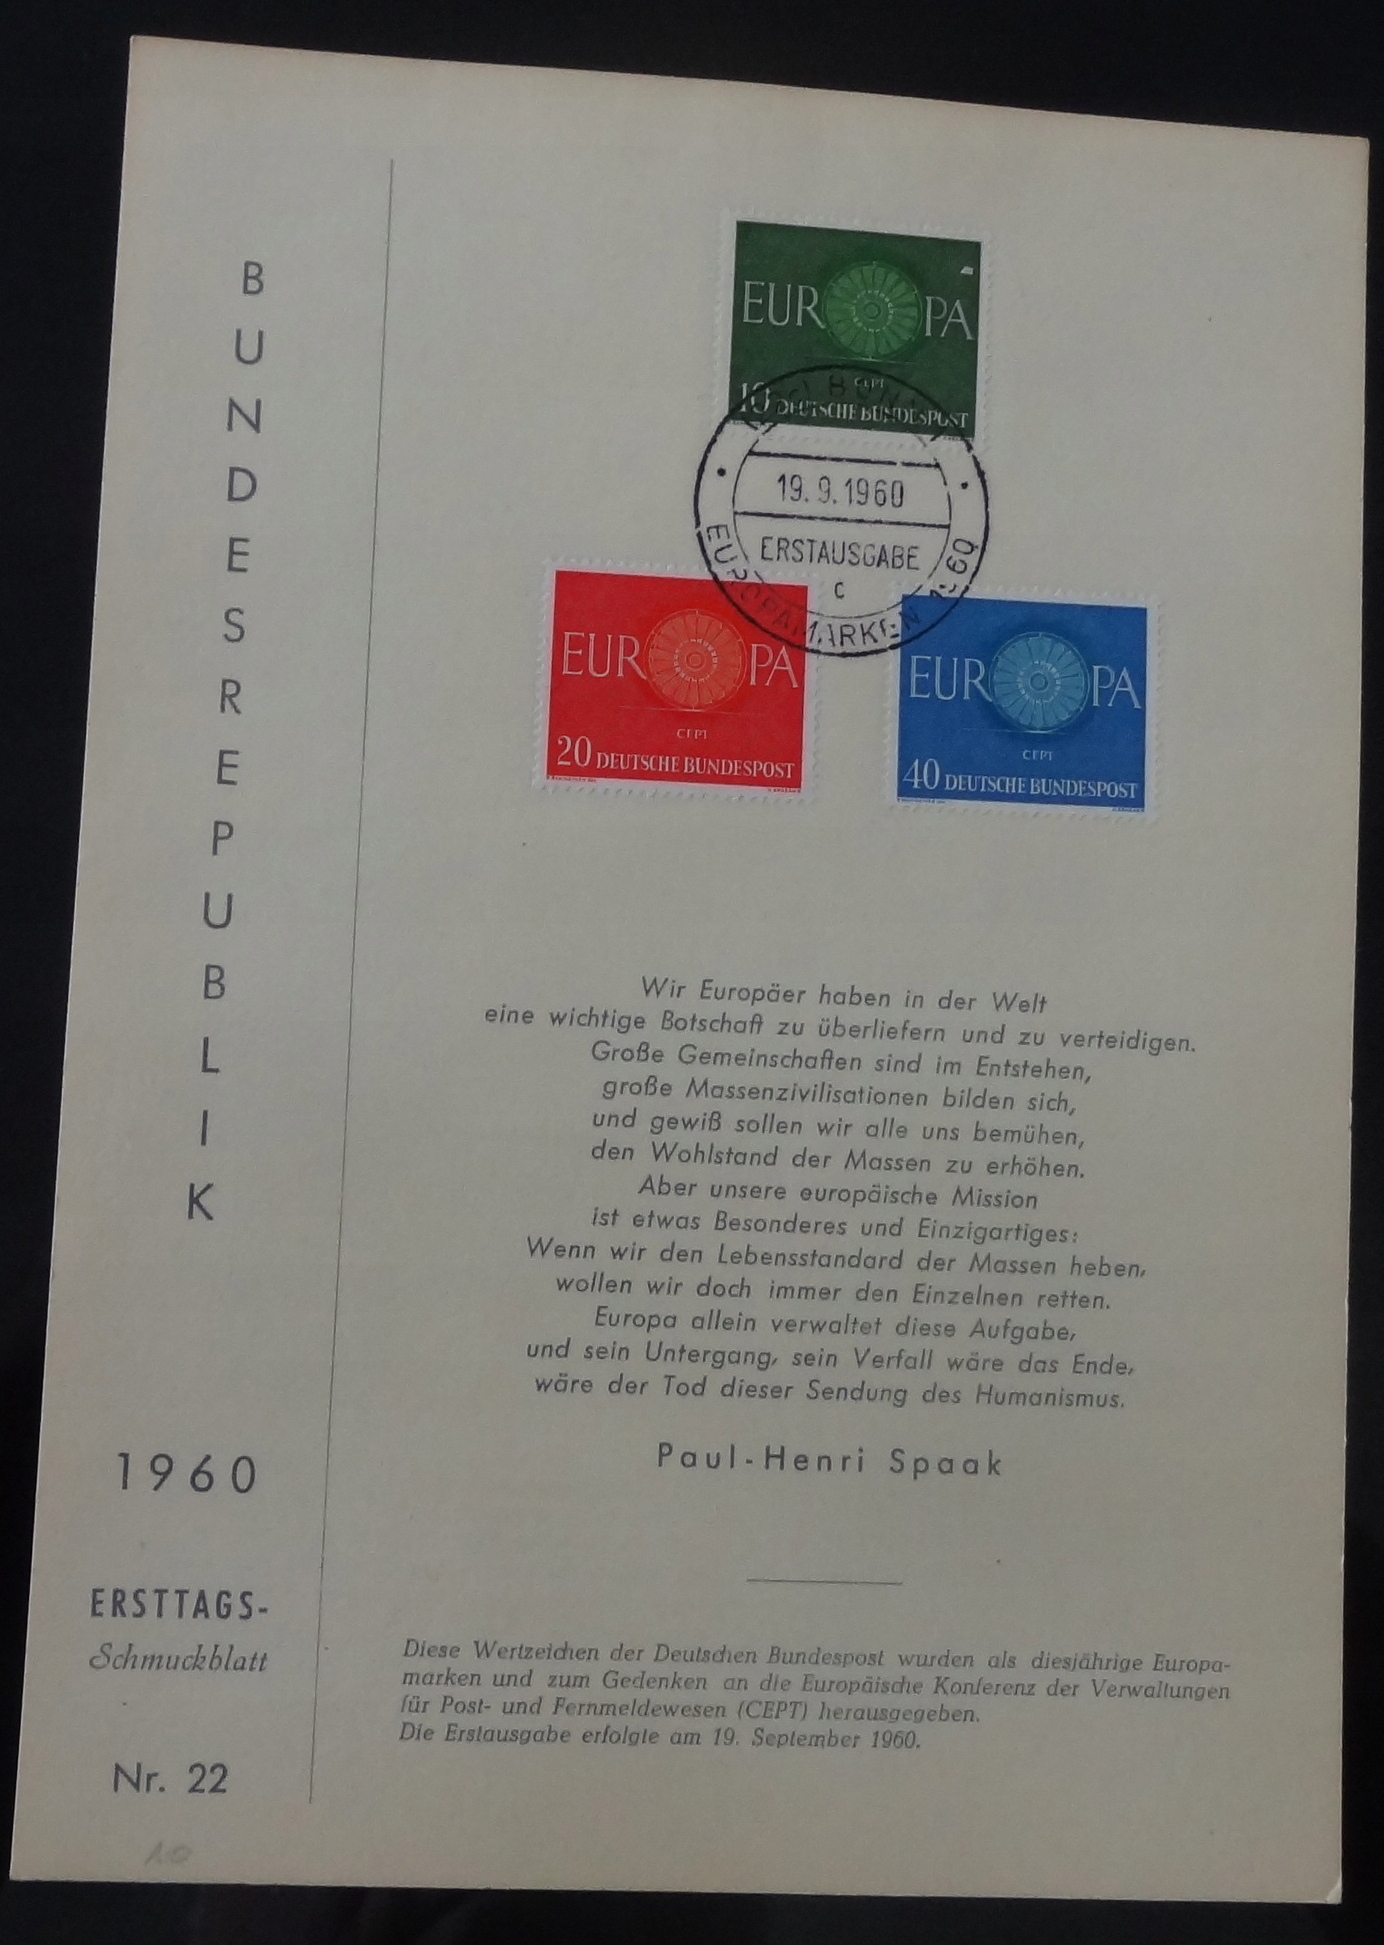 B
U
N
D
E
S
R
E
P
U
B
L
I
K
1960
ERSTTAGS-
Schmuckblatt
Nr. 22
10
EUROPA
CEPT
10 DEUTSCHE BUNDESPOST
19.9.1960
ERSTAUSGABE
c
EUROPAMARKEN 1960
EUROPA
CEPT
20 DEUTSCHE BUNDESPOST
EUROPA
CEPT
40 DEUTSCHE BUNDESPOST
Wir Europäer haben in der Welt
eine wichtige Botschaft zu überliefern und zu verteidigen.
Große Gemeinschaften sind im Entstehen,
große Massenzivilisationen bilden sich,
und gewiß sollen wir alle uns bemühen,
den Wohlstand der Massen zu erhöhen.
Aber unsere europäische Mission
ist etwas Besonderes und Einzigartiges:
Wenn wir den Lebensstandard der Massen heben,
wollen wir doch immer den Einzelnen retten.
Europa allein verwaltet diese Aufgabe,
und sein Untergang, sein Verfall wäre das Ende,
wäre der Tod dieser Sendung des Humanismus.
Paul-Henri Spaak
Diese Wertzeichen der Deutschen Bundespost wurden als diesjährige Europa-
marken und zum Gedenken an die Europäische Konferenz der Verwaltungen
für Post- und Fernmeldewesen (CEPT) herausgegeben.
Die Erstausgabe erfolgte am 19. September 1960.